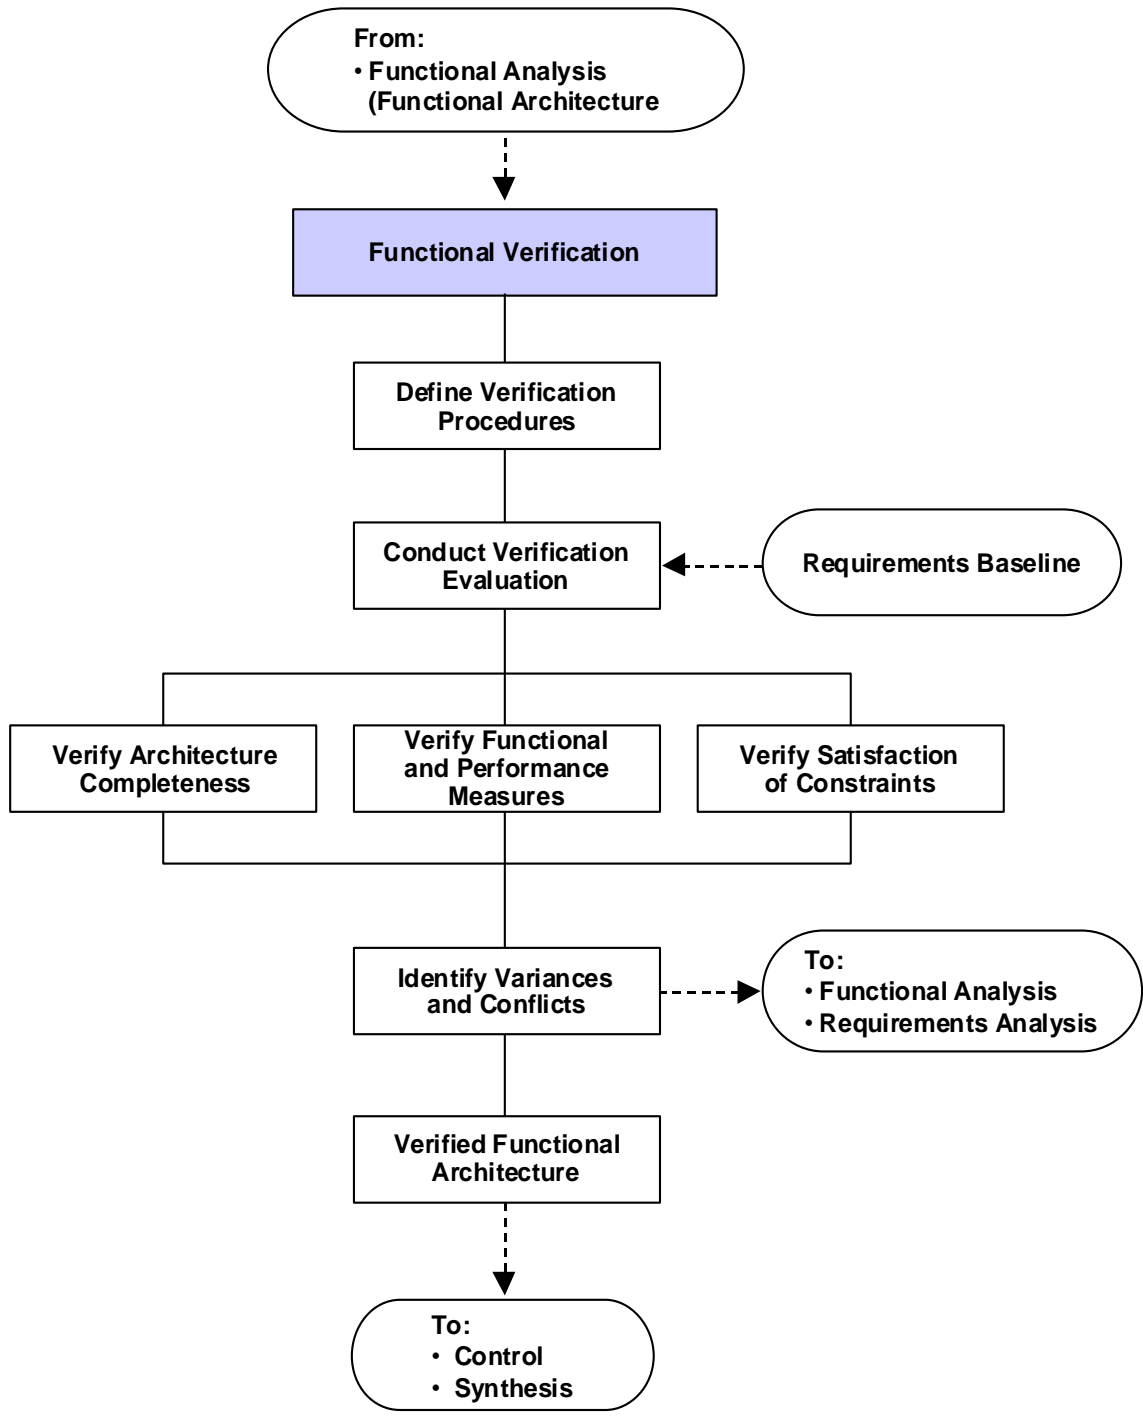 From:
• Functional Analysis
(Functional Architecture
Functional Verification
Define Verification
Procedures
Conduct Verification
Evaluation
Requirements Baseline
Verify Architecture
Completeness
Verify Functional
and Performance
Measures
Verify Satisfaction
of Constraints
Identify Variances
and Conflicts
To:
• Functional Analysis
• Requirements Analysis
Verified Functional
Architecture
To:
• Control
• Synthesis